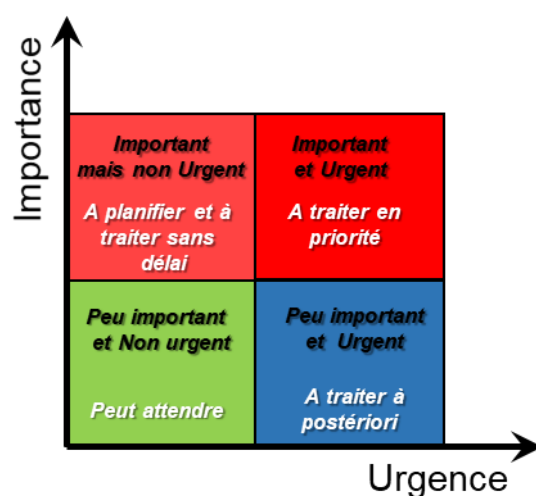 Importance
Important
mais non Urgent
A planifier et à
traiter sans
délai
Important
et Urgent
A traiter en
priorité
Peu important
et Non urgent
Peut attendre
Peu important
et Urgent
A traiter à
postériori
Urgence